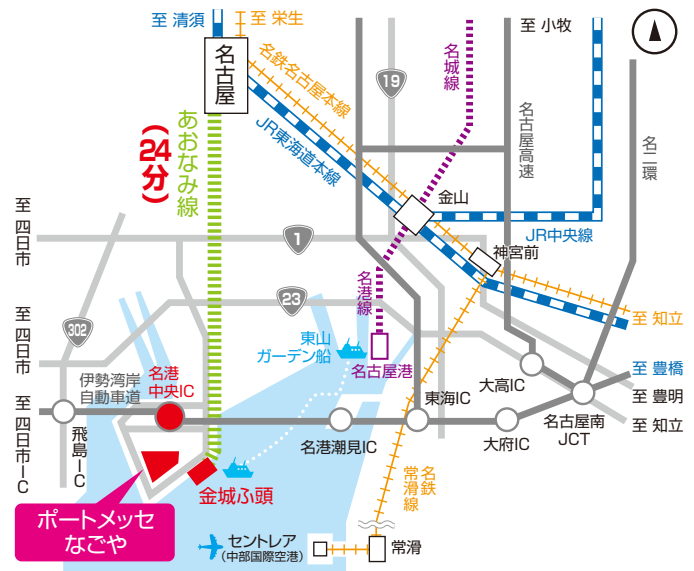 至 清須
至 栄生
至 小牧
名古屋
名鉄名古屋本線
JR東海道本線
19
名城線
名古屋高速
名二環
あおなみ線
(24分)
金山
JR中央線
神宮前
至 四日市
1
至 知立
至 四日市
23
名港線
302
東山
ガーデン船
名古屋港
至 豊橋
伊勢湾岸
自動車道
名港
中央IC
大高IC
至 豊明
至 四日市IC
飛島IC
名港潮見IC
東海IC
大府IC
名古屋南
JCT
至 知立
金城ふ頭
名鉄
常滑線
ポートメッセ
なごや
セントレア
(中部国際空港)
常滑